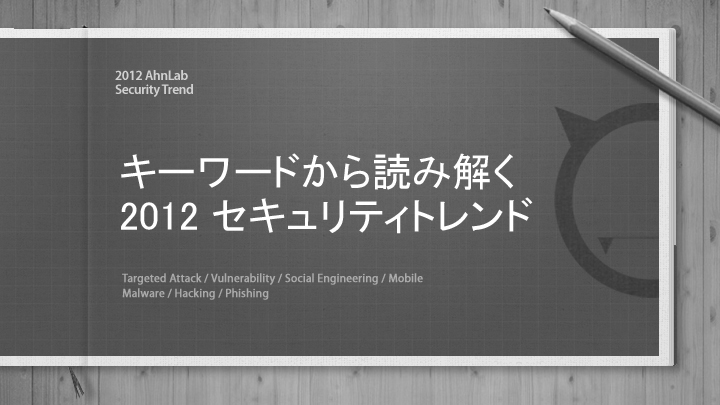 2012 AhnLab
Security Trend
キーワードから読み解く
2012 セキュリティトレンド
Targeted Attack / Vulnerability / Social Engineering / Mobile
Malware / Hacking / Phishing